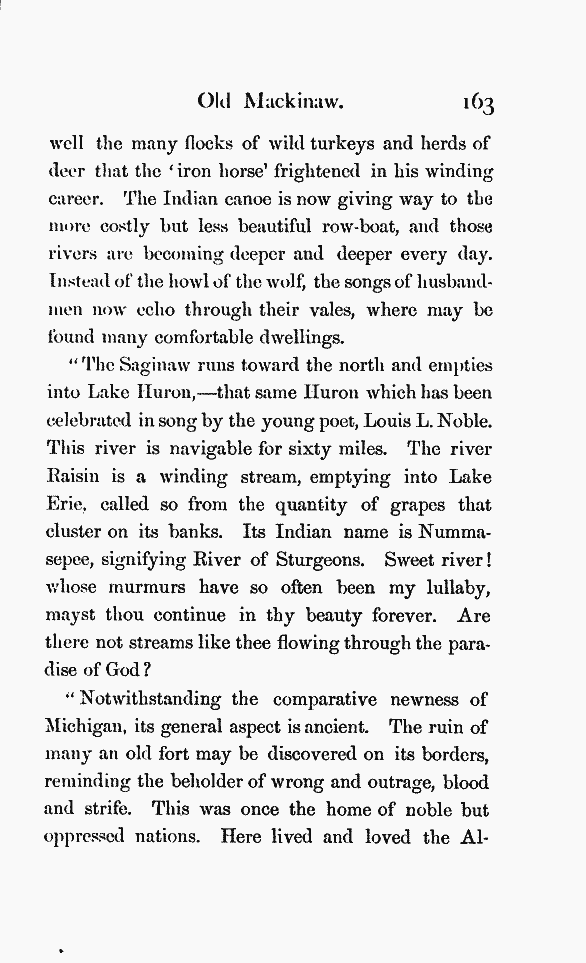 Old Mackinaw. 163
well the many flocks of wild turkeys and herds of
deer that the ‘iron horse’ frightened in his winding
career. The Indian canoe is now giving way to the
more costly but less beautiful row-boat, and those
rivers are becoming deeper and deeper every day.
Instead of the howl of the wolf, the songs of husband-
men now echo through their vales, where may be
found many comfortable dwellings.
“The Saginaw runs toward the north and empties
into Lake Huron,—that same Huron which has been
celebrated in song by the young poet, Louis L. Noble.
This river is navigable for sixty miles. The river
Raisin is a winding stream, emptying into Lake
Erie, called so from the quantity of grapes that
cluster on its banks. Its Indian name is Numma-
sepee, signifying River of Sturgeons. Sweet river!
whose murmurs have so often been my lullaby,
mayst thou continue in thy beauty forever. Are
there not streams like thee flowing through the para-
dise of God?
“Notwithstanding the comparative newness of
Michigan, its general aspect is ancient. The ruin of
many an old fort may be discovered on its borders,
reminding the beholder of wrong and outrage, blood
and strife. This was once the home of noble but
oppressed nations. Here lived and loved the Al-